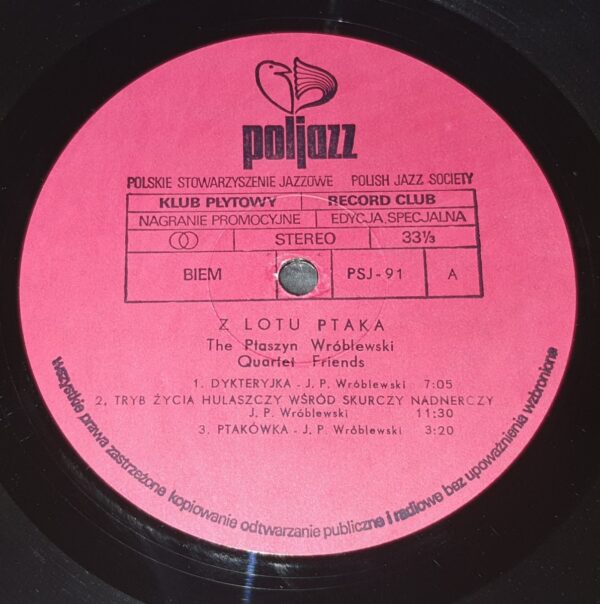 poljazz
POLSKIE STOWARZYSZENIE JAZZOWE POLISH JAZZ SOCIETY
KLUB PŁYTOWY RECORD CLUB
NAGRANIE PROMOCYJNE EDYCJA SPECJALNA
STEREO 33⅓
BIEM PSJ-91 A
Z LOTU PTAKA
The Ptaszyn Wróblewski
Quartet Friends
1. DYKTERYJKA - J. P. Wróblewski 7:05
2. TRYB ŻYCIA HULASZCZY WŚRÓD SKURCZY NADNERCZY
J. P. Wróblewski 11:30
3. PTAKÓWKA - J. P. Wróblewski 3:20
Wszystkie prawa zastrzeżone kopiowanie odtwarzanie publiczne i radiowe bez upoważnienia wzbronione